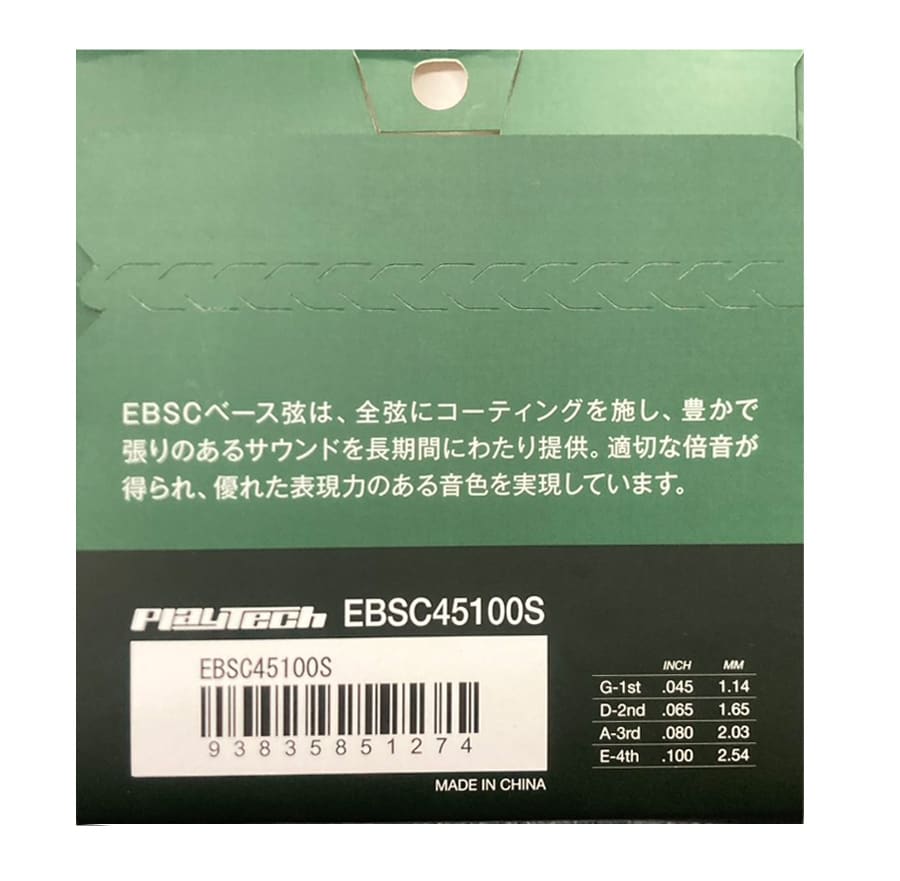 EBSCベース弦は、全弦にコーティングを施し、豊かで
張りのあるサウンドを長期間にわたり提供。適切な倍音が
得られ、優れた表現力のある音色を実現しています。
PlayTech EBSC45100S
EBSC45100S
93835851274
MADE IN CHINA
INCH MM
G-1st .045 1.14
D-2nd .065 1.65
A-3rd .080 2.03
E-4th .100 2.54